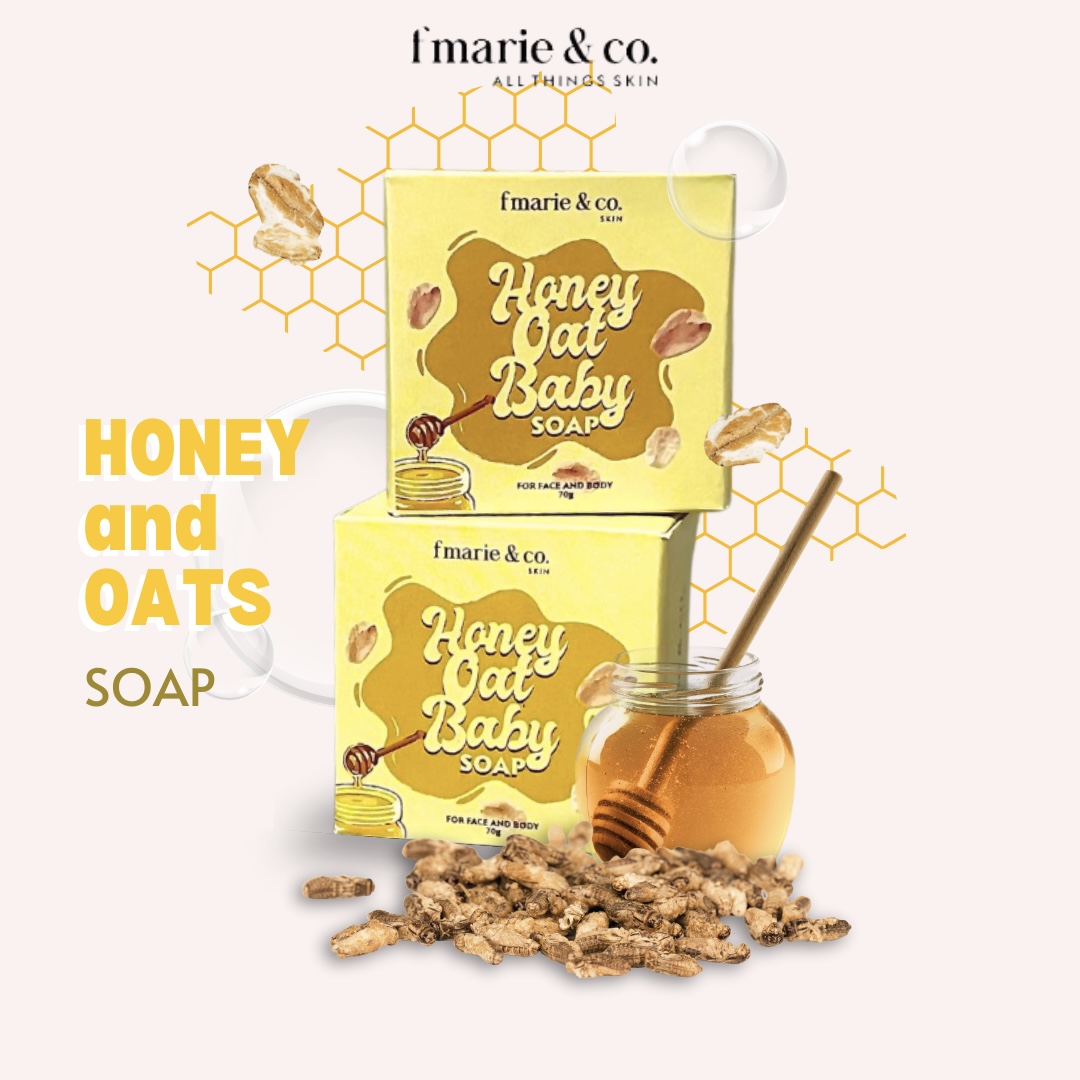 fmarie & co.
ALL THINGS SKIN
fmarie & co.
SKIN
Honey
Oat
Baby
SOAP
FOR FACE AND BODY
70g
HONEY
and
OATS
SOAP
fmarie & co.
SKIN
Honey
Oat
Baby
SOAP
FOR FACE AND BODY
70g